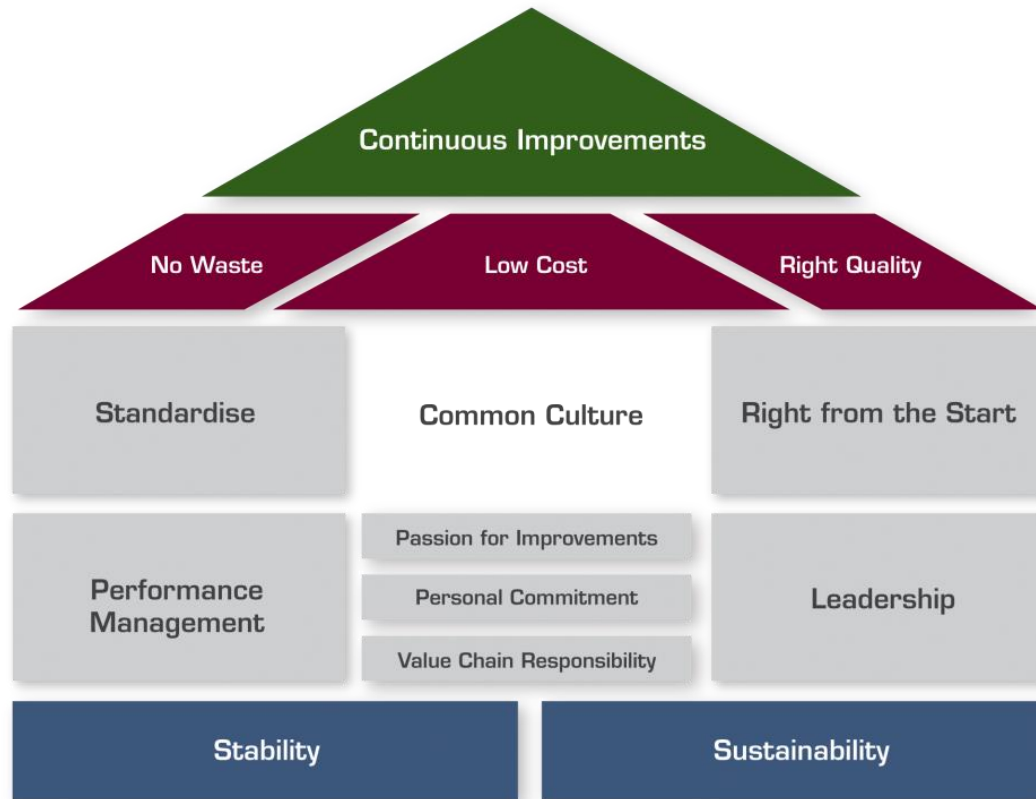 Continuous Improvements
No Waste
Low Cost
Right Quality
Standardise
Common Culture
Right from the Start
Performance
Management
Passion for Improvements
Personal Commitment
Value Chain Responsibility
Leadership
Stability
Sustainability